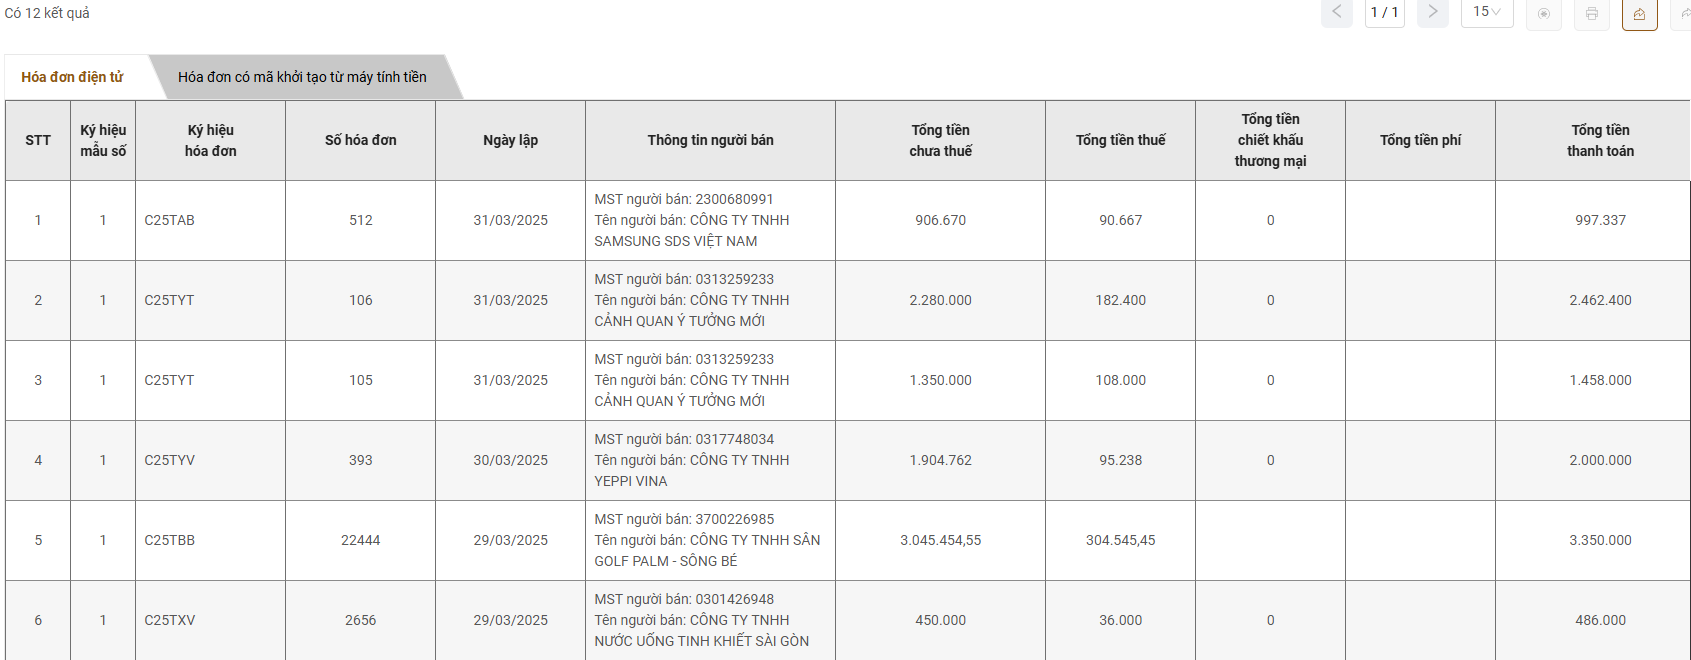 Có 12 kết quả
1 / 1
15
Hóa đơn điện tử
Hóa đơn có mã khởi tạo từ máy tính tiền
STT
Ký hiệu
mẫu số
Ký hiệu
hóa đơn
Số hóa đơn
Ngày lập
Thông tin người bán
Tổng tiền
chưa thuế
Tổng tiền thuế
Tổng tiền
chiết khấu
thương mại
Tổng tiền phí
Tổng tiền
thanh toán
1
1
C25TAB
512
31/03/2025
MST người bán: 2300680991
Tên người bán: CÔNG TY TNHH
SAMSUNG SDS VIỆT NAM
906.670
90.667
0
997.337
2
1
C25TYT
106
31/03/2025
MST người bán: 0313259233
Tên người bán: CÔNG TY TNHH
CẢNH QUAN Ý TƯỞNG MỚI
2.280.000
182.400
0
2.462.400
3
1
C25TYT
105
31/03/2025
MST người bán: 0313259233
Tên người bán: CÔNG TY TNHH
CẢNH QUAN Ý TƯỞNG MỚI
1.350.000
108.000
0
1.458.000
4
1
C25TYV
393
30/03/2025
MST người bán: 0317748034
Tên người bán: CÔNG TY TNHH
YEPPI VINA
1.904.762
95.238
0
2.000.000
5
1
C25TBB
22444
29/03/2025
MST người bán: 3700226985
Tên người bán: CÔNG TY TNHH SÂN
GOLF PALM - SÔNG BÉ
3.045.454,55
304.545,45
3.350.000
6
1
C25TXV
2656
29/03/2025
MST người bán: 0301426948
Tên người bán: CÔNG TY TNHH
NƯỚC UỐNG TINH KHIẾT SÀI GÒN
450.000
36.000
0
486.000